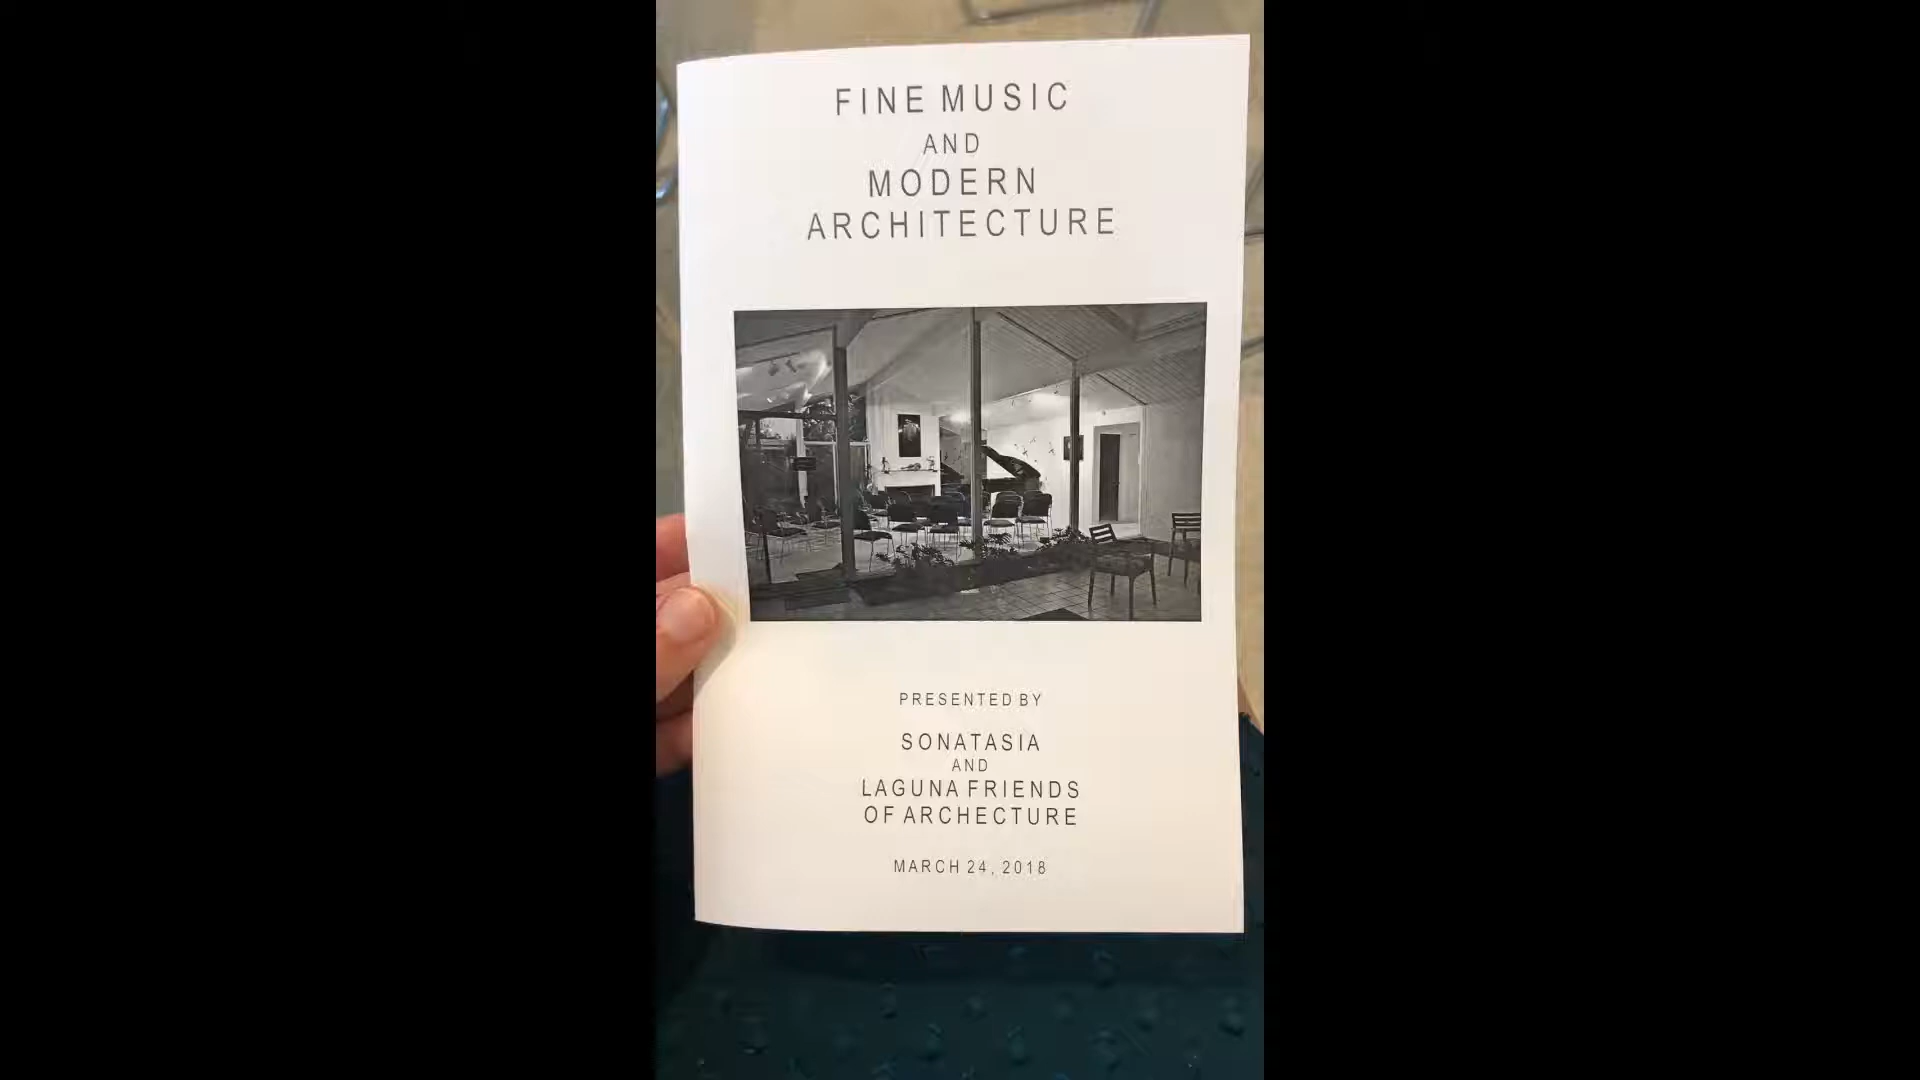 FINE MUSIC
AND
MODERN
ARCHITECTURE
PRESENTED BY
SONATASIA
AND
LAGUNA FRIENDS
OF ARCHECTURE
MARCH 24, 2018